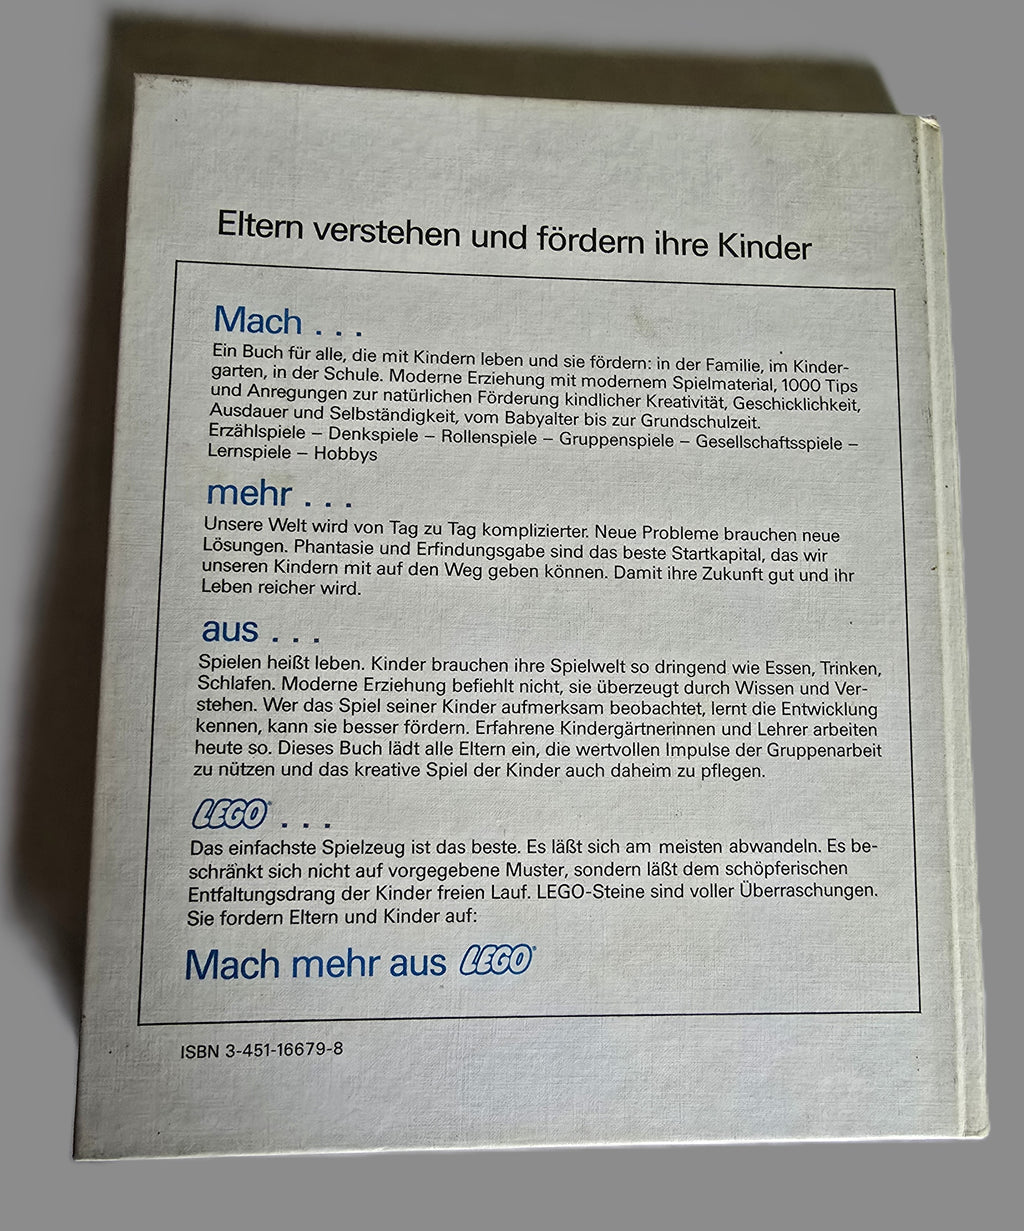 Eltern verstehen und fördern ihre Kinder
Mach . . .
Ein Buch für alle, die mit Kindern leben und sie fördern: in der Familie, im Kinder-
garten, in der Schule. Moderne Erziehung mit modernem Spielmaterial, 1000 Tips
und Anregungen zur natürlichen Förderung kindlicher Kreativität, Geschicklichkeit,
Ausdauer und Selbständigkeit, vom Babyalter bis zur Grundschulzeit.
Erzählspiele – Denkspiele – Rollenspiele – Gruppenspiele – Gesellschaftsspiele –
Lernspiele – Hobbys
mehr . . .
Unsere Welt wird von Tag zu Tag komplizierter. Neue Probleme brauchen neue
Lösungen. Phantasie und Erfindungsgabe sind das beste Startkapital, das wir
unseren Kindern mit auf den Weg geben können. Damit ihre Zukunft gut und ihr
Leben reicher wird.
aus . . .
Spielen heißt leben. Kinder brauchen ihre Spielwelt so dringend wie Essen, Trinken,
Schlafen. Moderne Erziehung befiehlt nicht, sie überzeugt durch Wissen und Ver-
stehen. Wer das Spiel seiner Kinder aufmerksam beobachtet, lernt die Entwicklung
kennen, kann sie besser fördern. Erfahrene Kindergärtnerinnen und Lehrer arbeiten
heute so. Dieses Buch lädt alle Eltern ein, die wertvollen Impulse der Gruppenarbeit
zu nützen und das kreative Spiel der Kinder auch daheim zu pflegen.
LEGO® . . .
Das einfachste Spielzeug ist das beste. Es läßt sich am meisten abwandeln. Es be-
schränkt sich nicht auf vorgegebene Muster, sondern läßt dem schöpferischen
Entfaltungsdrang der Kinder freien Lauf. LEGO-Steine sind voller Überraschungen.
Sie fordern Eltern und Kinder auf:
Mach mehr aus LEGO®
ISBN 3-451-16679-8